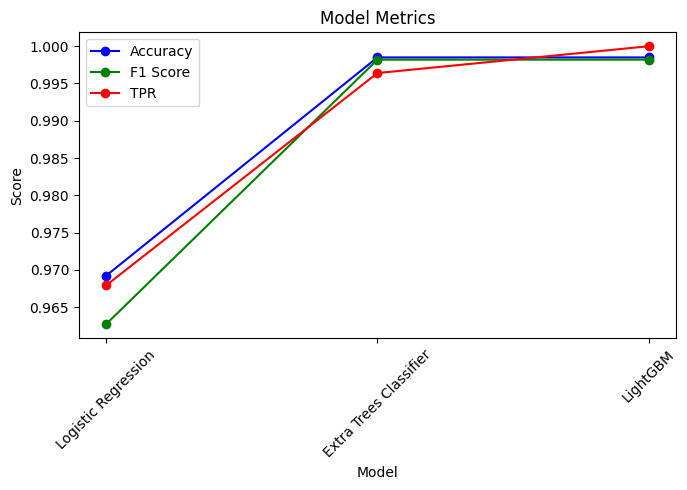 Model Metrics
Accuracy
F1 Score
TPR
Score
1.000
0.995
0.990
0.985
0.980
0.975
0.970
0.965
Logistic Regression
Extra Trees Classifier
LightGBM
Model